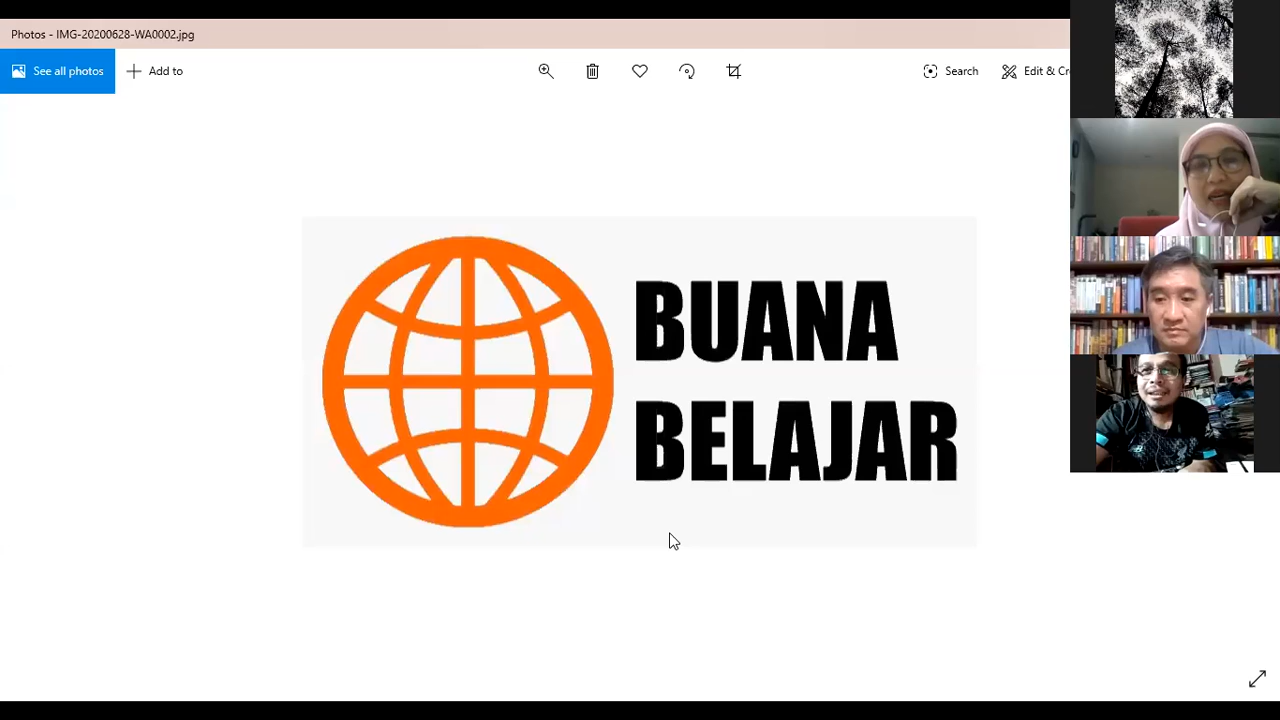 Photos - IMG-20200628-WA0002.jpg
See all photos
Add to
Search
Edit & Cr
BUANA
BELAJAR